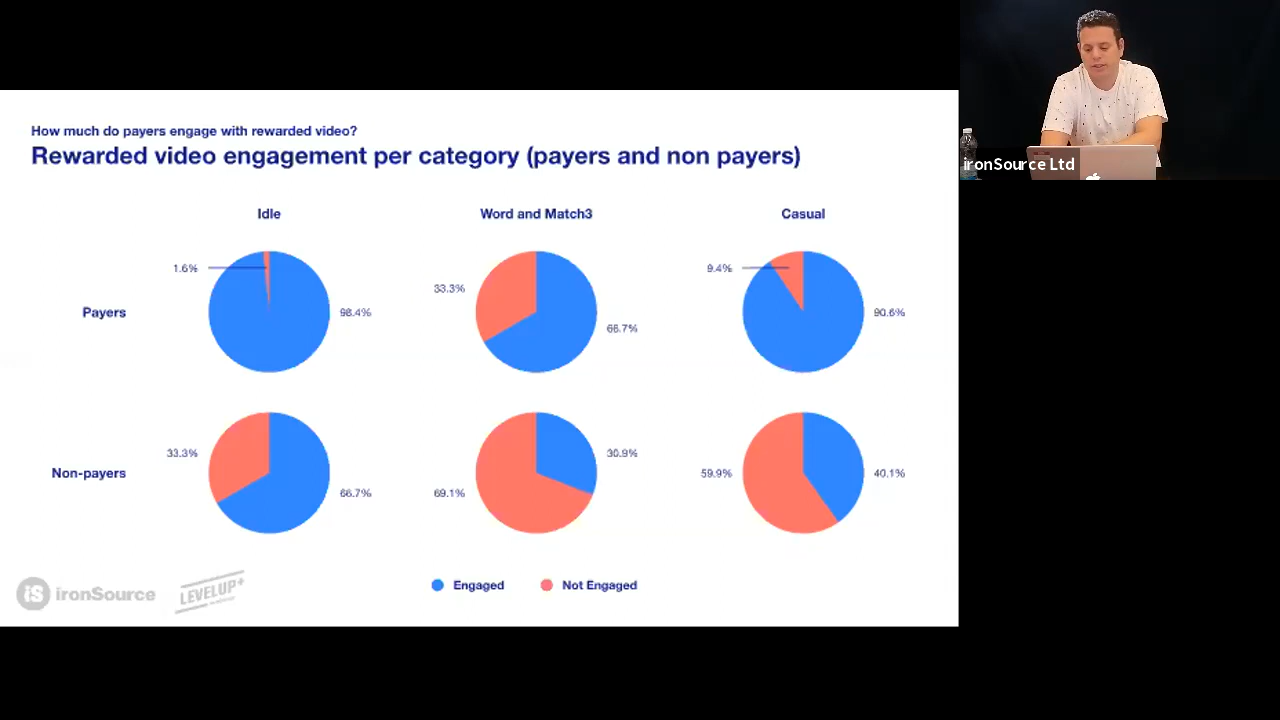 How much do payers engage with rewarded video?
Rewarded video engagement per category (payers and non payers)
ironSource Ltd
Idle
Word and Match3
Casual
Payers
1.6%
98.4%
33.3%
66.7%
9.4%
90.6%
Non-payers
33.3%
66.7%
69.1%
30.9%
59.9%
40.1%
Engaged
Not Engaged
iS ironSource
LEVELUP+